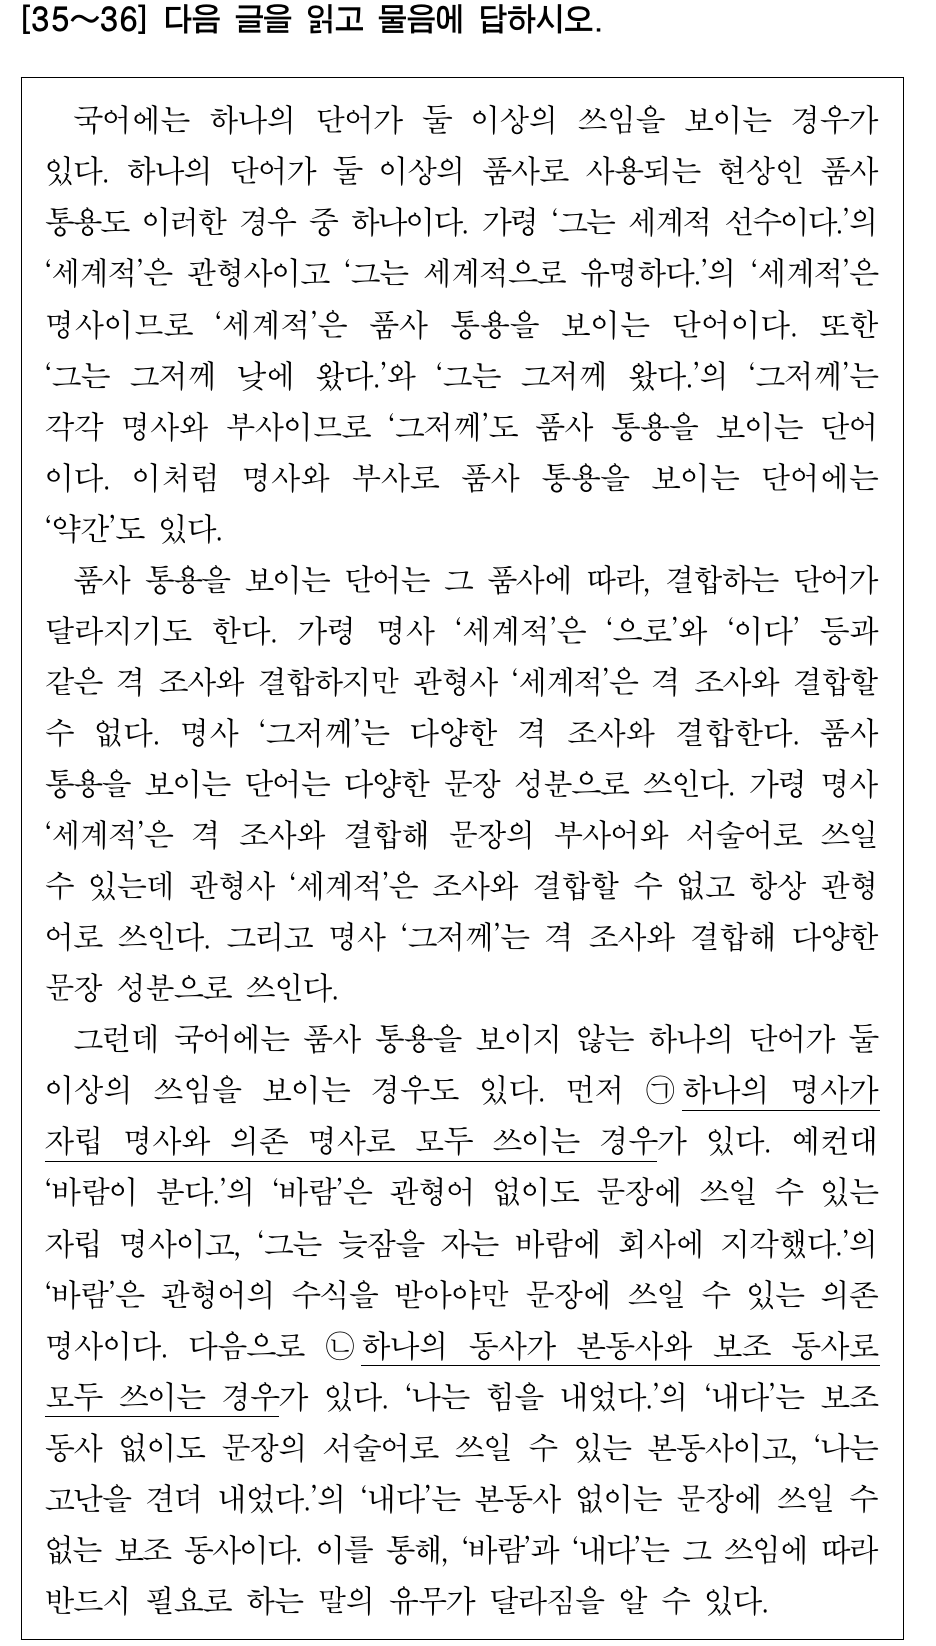 [35～36] 다음 글을 읽고 물음에 답하시오.
국어에는 하나의 단어가 둘 이상의 쓰임을 보이는 경우가
있다. 하나의 단어가 둘 이상의 품사로 사용되는 현상인 품사
통용도 이러한 경우 중 하나이다. 가령 ‘그는 세계적 선수이다.’의
‘세계적’은 관형사이고 ‘그는 세계적으로 유명하다.’의 ‘세계적’은
명사이므로 ‘세계적’은 품사 통용을 보이는 단어이다. 또한
‘그는 그저께 낮에 왔다.’와 ‘그는 그저께 왔다.’의 ‘그저께’는
각각 명사와 부사이므로 ‘그저께’도 품사 통용을 보이는 단어
이다. 이처럼 명사와 부사로 품사 통용을 보이는 단어에는
‘약간’도 있다.
품사 통용을 보이는 단어는 그 품사에 따라, 결합하는 단어가
달라지기도 한다. 가령 명사 ‘세계적’은 ‘으로’와 ‘이다’ 등과
같은 격 조사와 결합하지만 관형사 ‘세계적’은 격 조사와 결합할
수 없다. 명사 ‘그저께’는 다양한 격 조사와 결합한다. 품사
통용을 보이는 단어는 다양한 문장 성분으로 쓰인다. 가령 명사
‘세계적’은 격 조사와 결합해 문장의 부사어와 서술어로 쓰일
수 있는데 관형사 ‘세계적’은 조사와 결합할 수 없고 항상 관형
어로 쓰인다. 그리고 명사 ‘그저께’는 격 조사와 결합해 다양한
문장 성분으로 쓰인다.
그런데 국어에는 품사 통용을 보이지 않는 하나의 단어가 둘
이상의 쓰임을 보이는 경우도 있다. 먼저 ㉠하나의 명사가
자립 명사와 의존 명사로 모두 쓰이는 경우가 있다. 예컨대
‘바람이 분다.’의 ‘바람’은 관형어 없이도 문장에 쓰일 수 있는
자립 명사이고, ‘그는 늦잠을 자는 바람에 회사에 지각했다.’의
‘바람’은 관형어의 수식을 받아야만 문장에 쓰일 수 있는 의존
명사이다. 다음으로 ㉡하나의 동사가 본동사와 보조 동사로
모두 쓰이는 경우가 있다. ‘나는 힘을 내었다.’의 ‘내다’는 보조
동사 없이도 문장의 서술어로 쓰일 수 있는 본동사이고, ‘나는
고난을 견뎌 내었다.’의 ‘내다’는 본동사 없이는 문장에 쓰일 수
없는 보조 동사이다. 이를 통해, ‘바람’과 ‘내다’는 그 쓰임에 따라
반드시 필요로 하는 말의 유무가 달라짐을 알 수 있다.